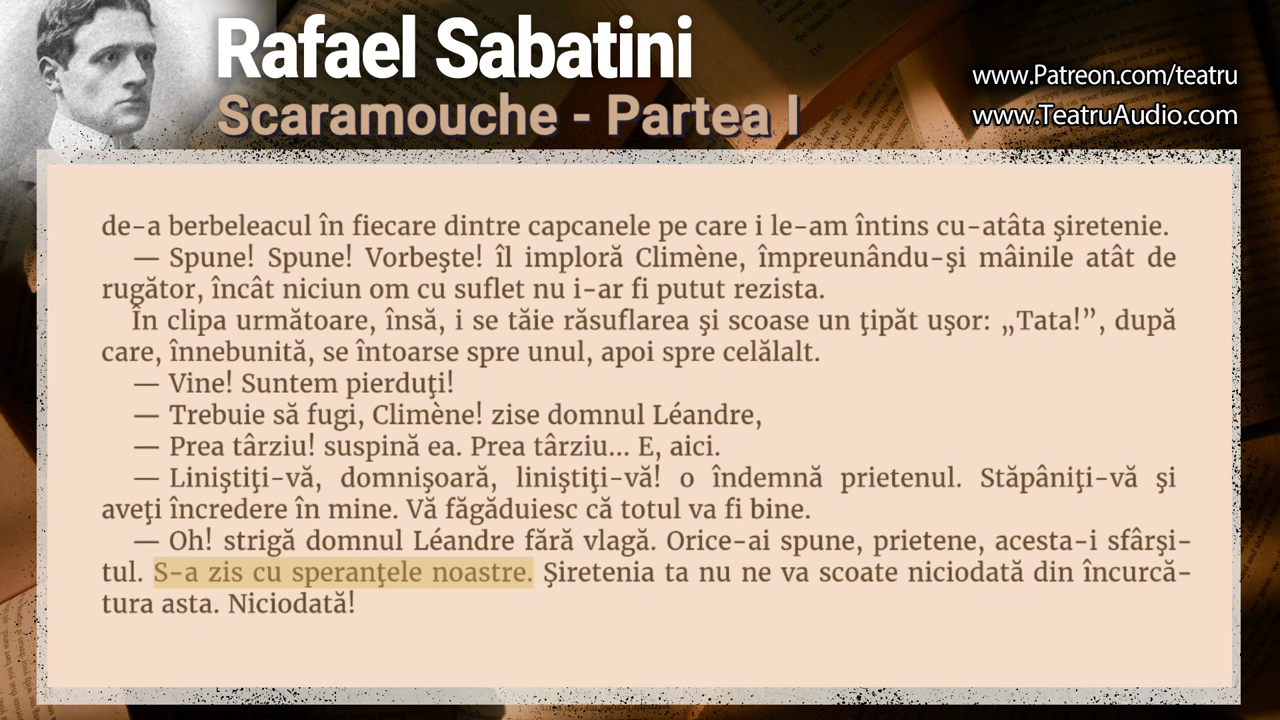 Rafael Sabatini
Scaramouche - Partea I
www.Patreon.com/teatru
www.TeatruAudio.com
de-a berbeleacul în fiecare dintre capcanele pe care i le-am întins cu-atâta şiretenie.
— Spune! Spune! Vorbeşte! îl imploră Climène, împreunându-şi mâinile atât de
rugător, încât niciun om cu suflet nu i-ar fi putut rezista.
În clipa următoare, însă, i se tăie răsuflarea şi scoase un ţipăt uşor: „Tata!”, după
care, înnebunită, se întoarse spre unul, apoi spre celălalt.
— Vine! Suntem pierduţi!
— Trebuie să fugi, Climène! zise domnul Léandre,
— Prea târziu! suspină ea. Prea târziu... E, aici.
— Liniştiţi-vă, domnişoară, liniştiţi-vă! o îndemnă prietenul. Stăpâniţi-vă şi
aveţi încredere în mine. Vă făgăduiesc că totul va fi bine.
— Oh! strigă domnul Léandre fără vlagă. Orice-ai spune, prietene, acesta-i sfârşi-
tul. S-a zis cu speranţele noastre. Şiretenia ta nu ne va scoate niciodată din încurcă-
tura asta. Niciodată!